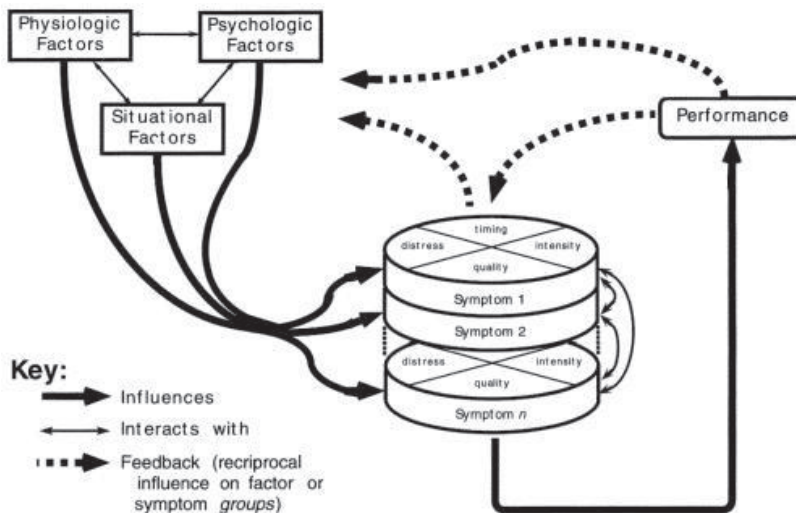 Physiologic
Factors
Psychologic
Factors
Situational
Factors
Performance
timing
distress
intensity
quality
Symptom 1
Symptom 2
distress
intensity
quality
Symptom n
Key:
Influences
Interacts with
Feedback (recriprocal
influence on factor or
symptom groups)